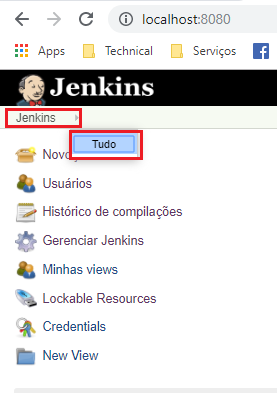 localhost:8080
Apps
Technical
Serviços
Jenkins
Jenkins
Tudo
Novo
Usuários
Histórico de compilações
Gerenciar Jenkins
Minhas views
Lockable Resources
Credentials
New View